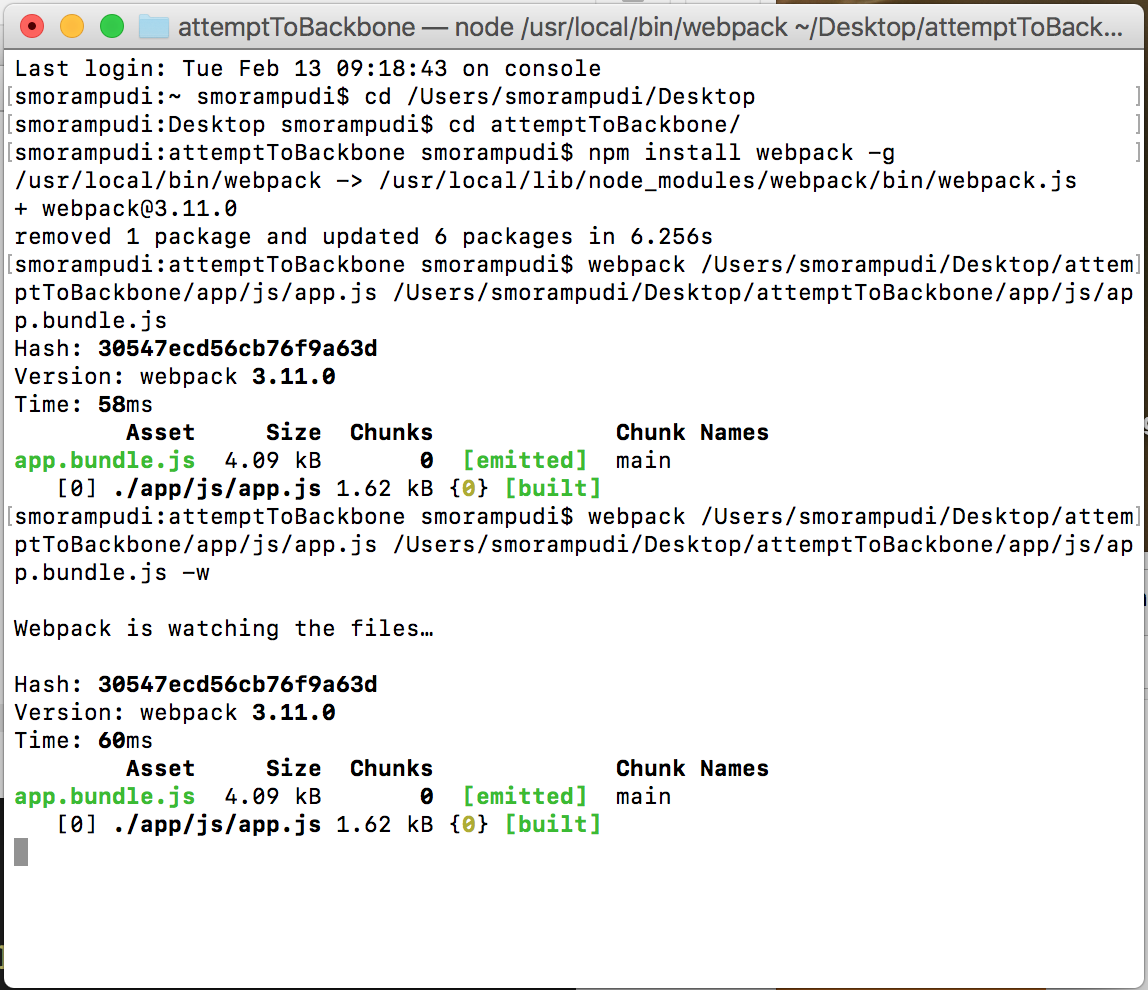 attemptToBackbone — node /usr/local/bin/webpack ~/Desktop/attemptToBack...
Last login: Tue Feb 13 09:18:43 on console
[smorampudi:~ smorampudi$ cd /Users/smorampudi/Desktop ]
[smorampudi:Desktop smorampudi$ cd attemptToBackbone/ ]
[smorampudi:attemptToBackbone smorampudi$ npm install webpack -g ]
/usr/local/bin/webpack -> /usr/local/lib/node_modules/webpack/bin/webpack.js
+ webpack@3.11.0
removed 1 package and updated 6 packages in 6.256s
[smorampudi:attemptToBackbone smorampudi$ webpack /Users/smorampudi/Desktop/attem]
ptToBackbone/app/js/app.js /Users/smorampudi/Desktop/attemptToBackbone/app/js/ap
p.bundle.js
Hash: 30547ecd56cb76f9a63d
Version: webpack 3.11.0
Time: 58ms
Asset Size Chunks Chunk Names
app.bundle.js 4.09 kB 0 [emitted] main
[0] ./app/js/app.js 1.62 kB {0} [built]
[smorampudi:attemptToBackbone smorampudi$ webpack /Users/smorampudi/Desktop/attem]
ptToBackbone/app/js/app.js /Users/smorampudi/Desktop/attemptToBackbone/app/js/ap
p.bundle.js -w
Webpack is watching the files…
Hash: 30547ecd56cb76f9a63d
Version: webpack 3.11.0
Time: 60ms
Asset Size Chunks Chunk Names
app.bundle.js 4.09 kB 0 [emitted] main
[0] ./app/js/app.js 1.62 kB {0} [built]